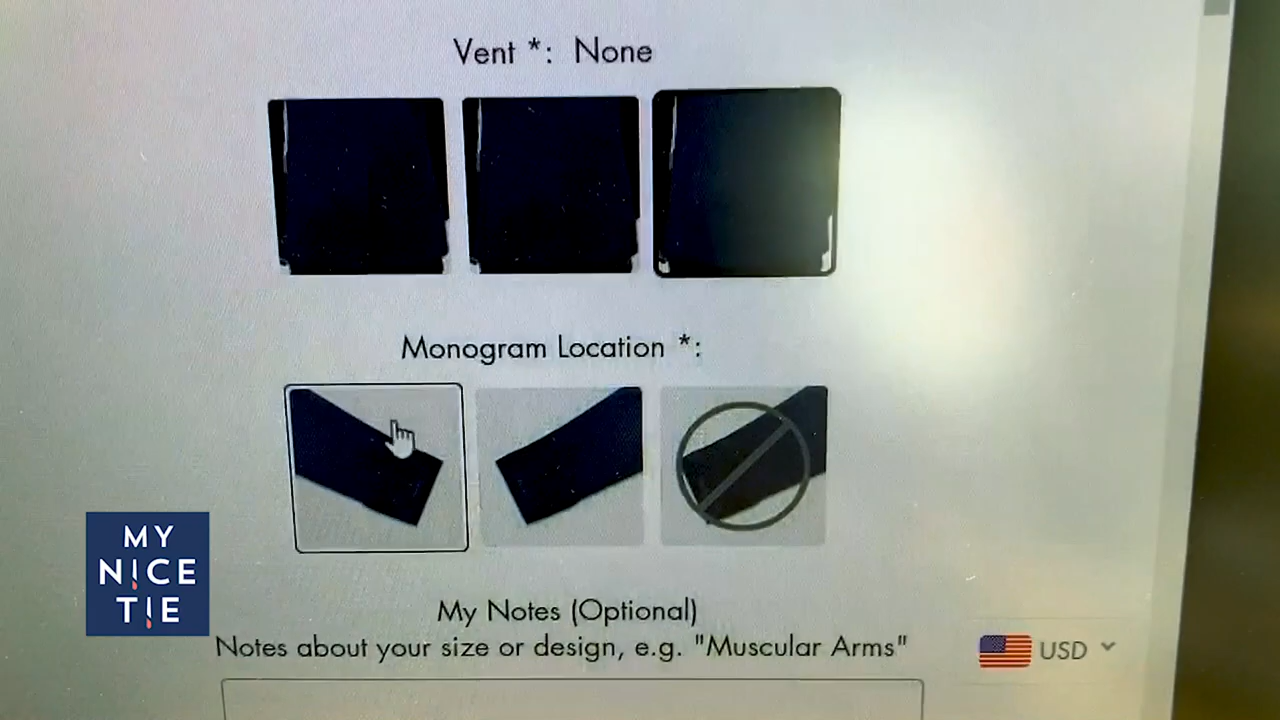 Vent *: None
Monogram Location *:
MY
NICE
TIE
My Notes (Optional)
Notes about your size or design, e.g. "Muscular Arms"
USD